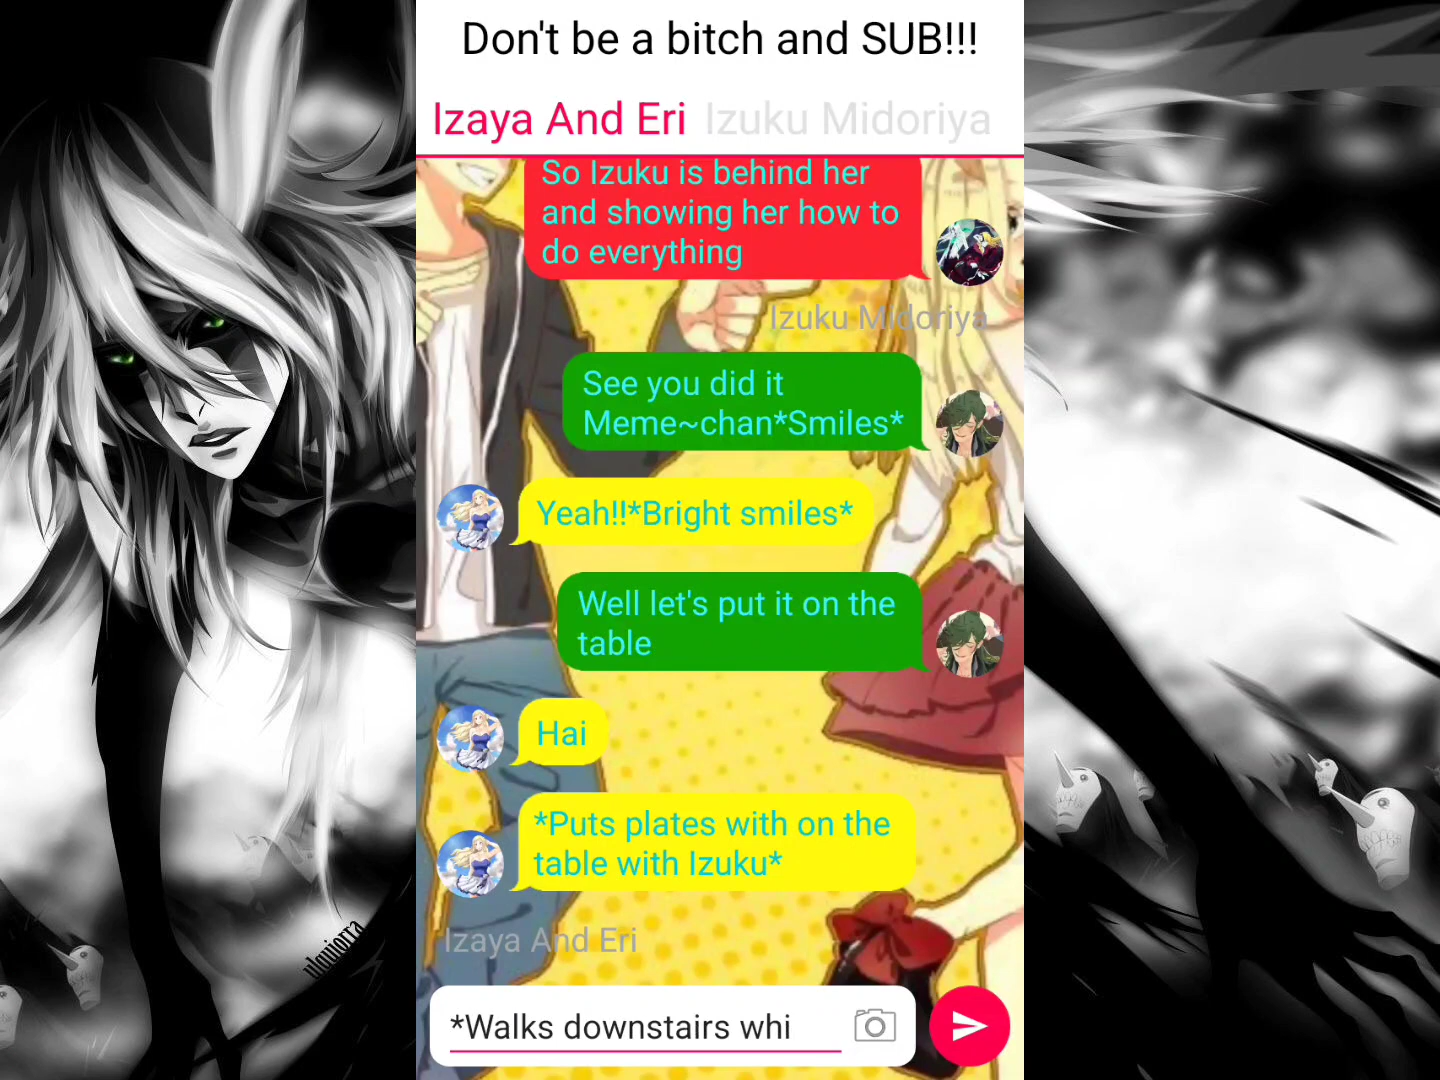 Don't be a bitch and SUB!!!
Izaya And Eri Izuku Midoriya
So Izuku is behind her
and showing her how to
do everything
Izuku Midoriya
See you did it
Meme~chan*Smiles*
Yeah!!*Bright smiles*
Well let's put it on the
table
Hai
*Puts plates with on the
table with Izuku*
Izaya And Eri
*Walks downstairs whi
ulquiorra